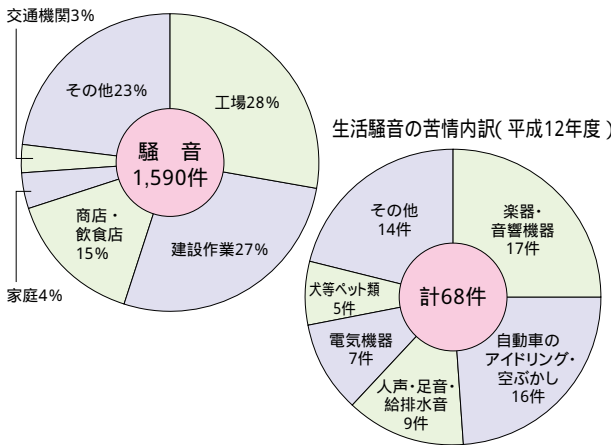 交通機関3%
その他23%
工場28%
騒　音
1,590件
商店・
飲食店
15%
建設作業27%
家庭4%
生活騒音の苦情内訳（平成12年度）
その他
14件
楽器・
音響機器
17件
犬等ペット類
5件
計68件
電気機器
7件
自動車の
アイドリング・
空ぶかし
16件
人声・足音・
給排水音
9件